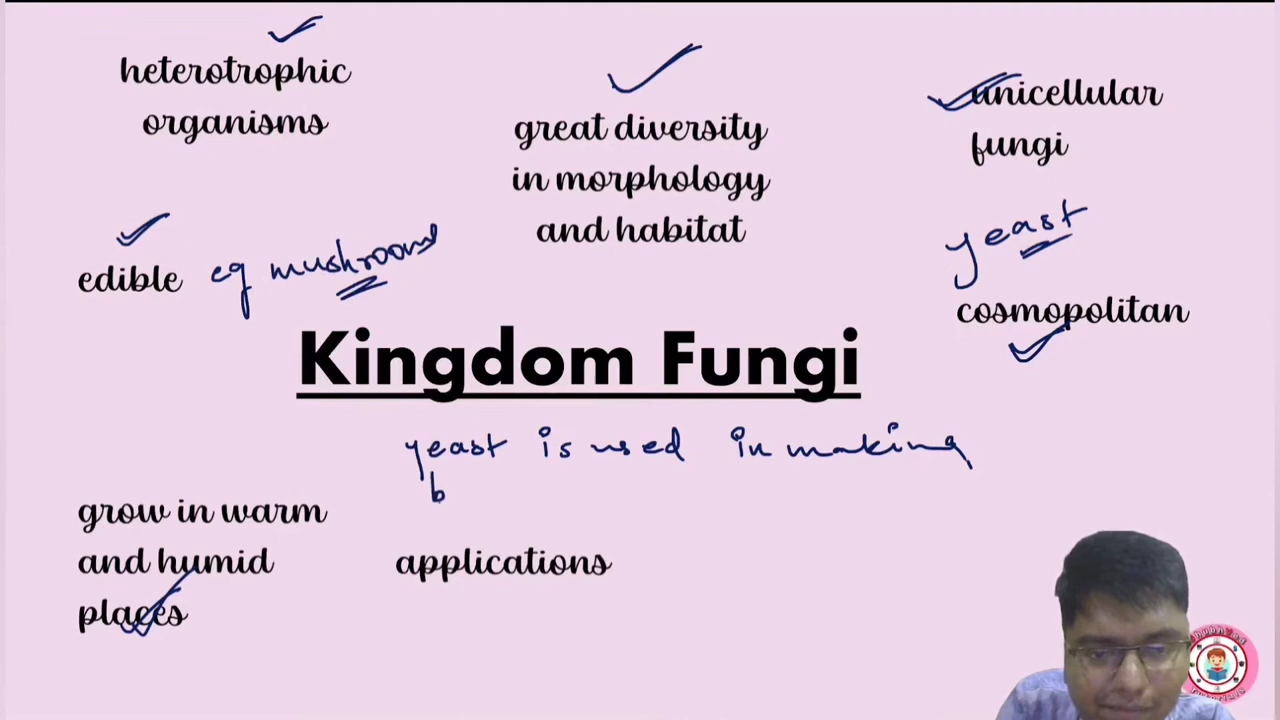 heterotrophic
organisms
great diversity
in morphology
and habitat
unicellular
fungi
yeast
edible eg mushrooms
cosmopolitan
Kingdom Fungi
yeast is used in making
b
grow in warm
and humid
places
applications